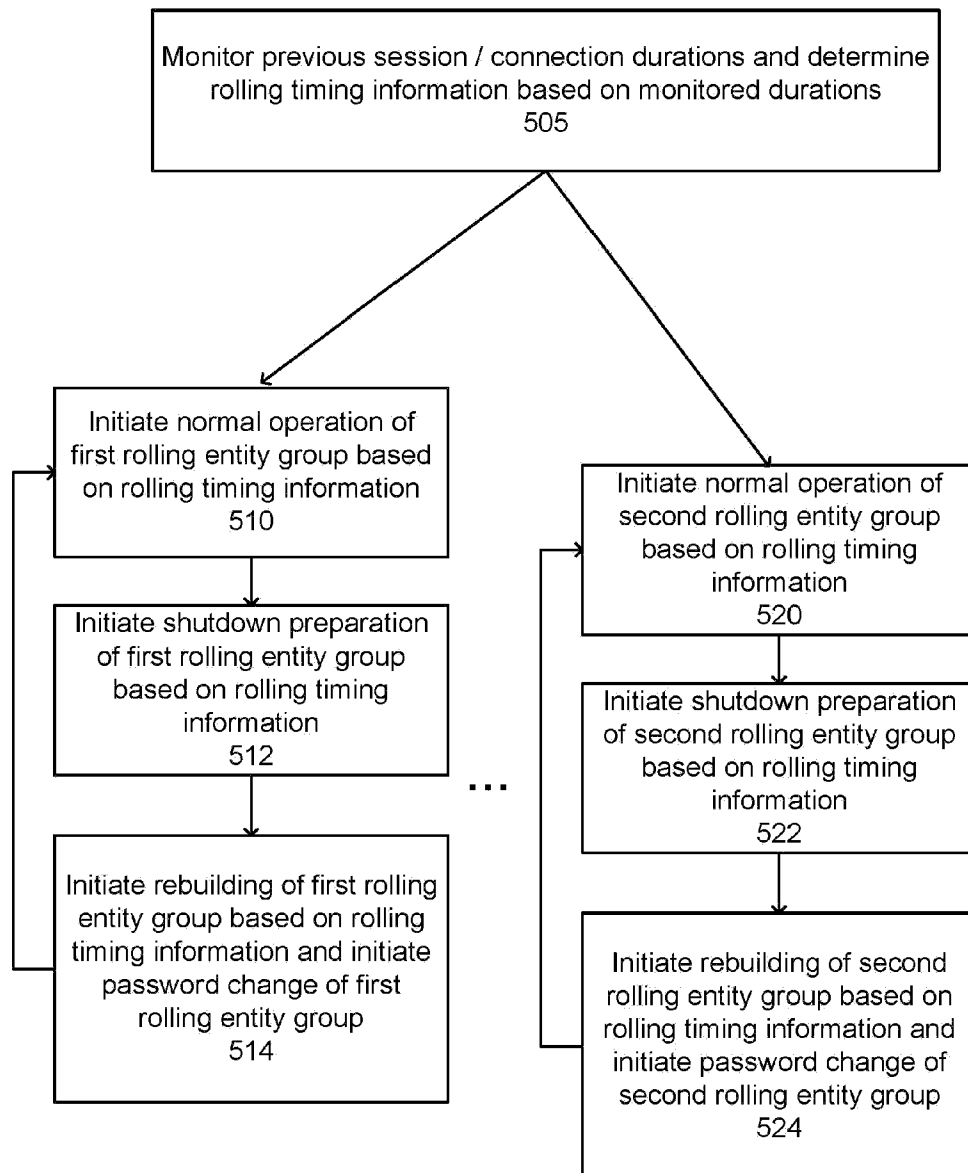 Monitor previous session / connection durations and determine
rolling timing information based on monitored durations
505
Initiate normal operation of
first rolling entity group based
on rolling timing information
510
Initiate shutdown preparation
of first rolling entity group
based on rolling timing
information
512
Initiate rebuilding of first rolling
entity group based on rolling
timing information and initiate
password change of first
rolling entity group
514
...
Initiate normal operation of
second rolling entity group
based on rolling timing
information
520
Initiate shutdown preparation
of second rolling entity group
based on rolling timing
information
522
Initiate rebuilding of second
rolling entity group based on
rolling timing information and
initiate password change of
second rolling entity group
524